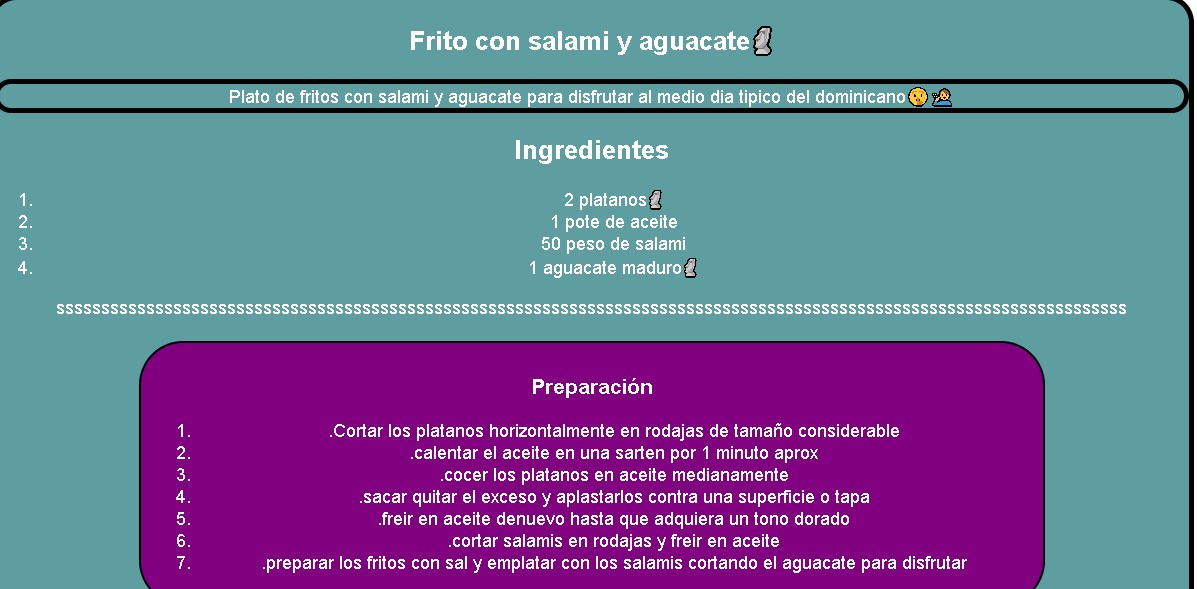 Frito con salami y aguacate🗿
Plato de fritos con salami y aguacate para disfrutar al medio dia tipico del dominicano🤫🧏
Ingredientes
1. 2 platanos🗿
2. 1 pote de aceite
3. 50 peso de salami
4. 1 aguacate maduro🗿
sssssssssssssssssssssssssssssssssssssssssssssssssssssssssssssssssssssssssssssssssssssssssssssssssssssssssssssssssssssss
Preparación
1. .Cortar los platanos horizontalmente en rodajas de tamaño considerable
2. .calentar el aceite en una sarten por 1 minuto aprox
3. .cocer los platanos en aceite medianamente
4. .sacar quitar el exceso y aplastarlos contra una superficie o tapa
5. .freir en aceite denuevo hasta que adquiera un tono dorado
6. .cortar salamis en rodajas y freir en aceite
7. .preparar los fritos con sal y emplatar con los salamis cortando el aguacate para disfrutar